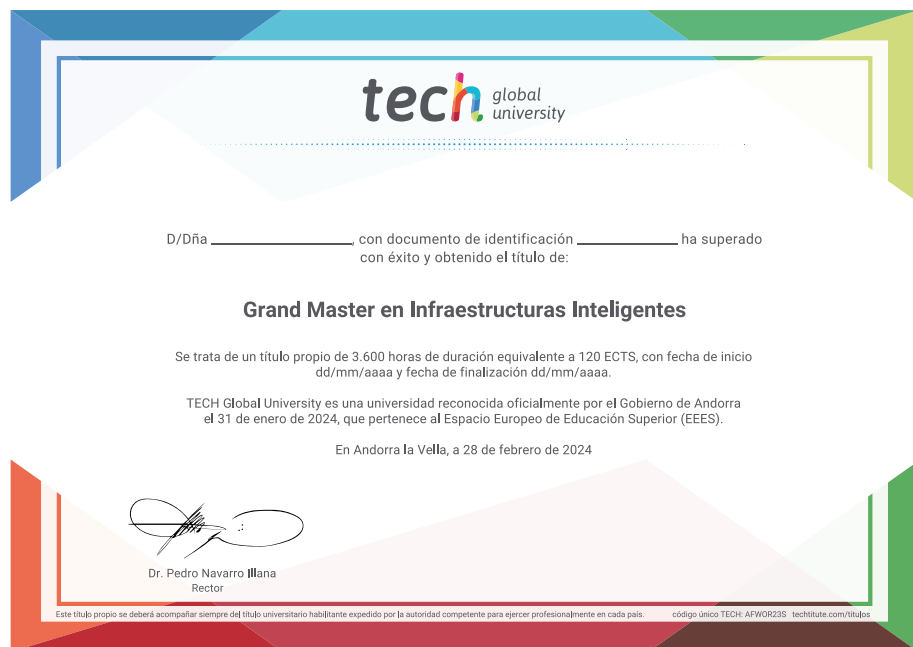 tech global
university
D/Dña ____________, con documento de identificación ____________ ha superado
con éxito y obtenido el título de:
Grand Master en Infraestructuras Inteligentes
Se trata de un título propio de 3.600 horas de duración equivalente a 120 ECTS, con fecha de inicio
dd/mm/aaaa y fecha de finalización dd/mm/aaaa.
TECH Global University es una universidad reconocida oficialmente por el Gobierno de Andorra
el 31 de enero de 2024, que pertenece al Espacio Europeo de Educación Superior (EEES).
En Andorra la Vella, a 28 de febrero de 2024
Dr. Pedro Navarro Illana
Rector
Este título propio se deberá acompañar siempre del título universitario habilitante expedido por la autoridad competente para ejercer profesionalmente en cada país. código único TECH: AFWOR23S techtitute.com/titulos